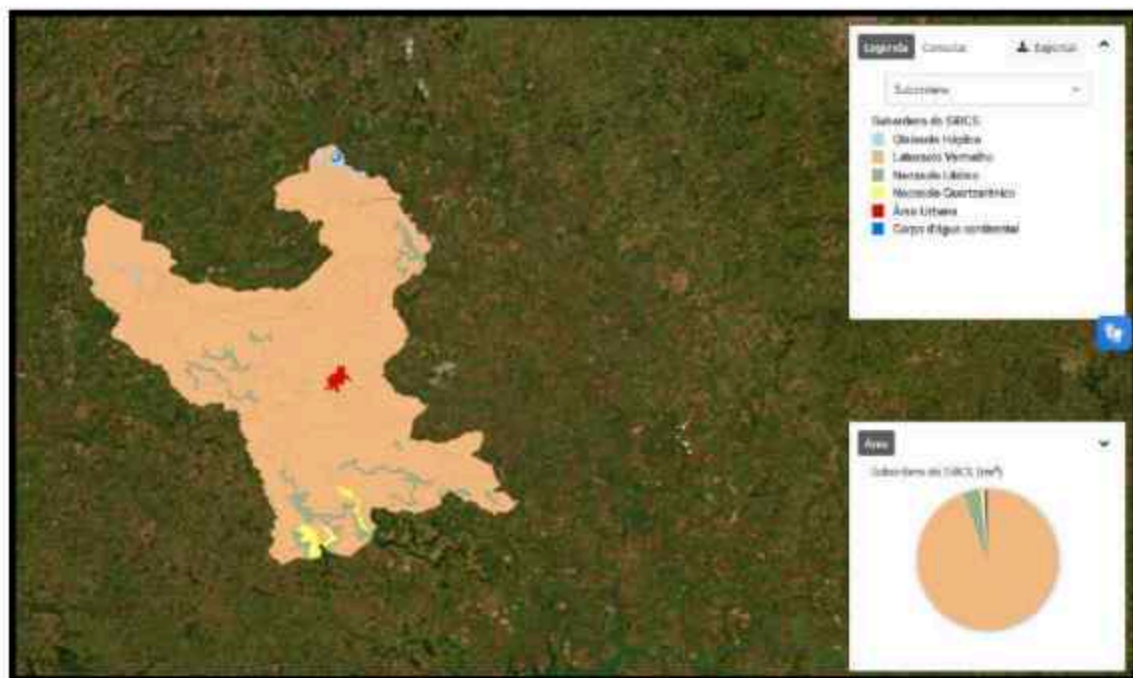 Legenda Consultar Exportar
Subordens
Subordens do SiBCS
Gleissolo Háplico
Latossolo Vermelho
Neossolo Litólico
Neossolo Quartzarênico
Área Urbana
Corpo d'água continental
Área
Subordens do SiBCS (km²)